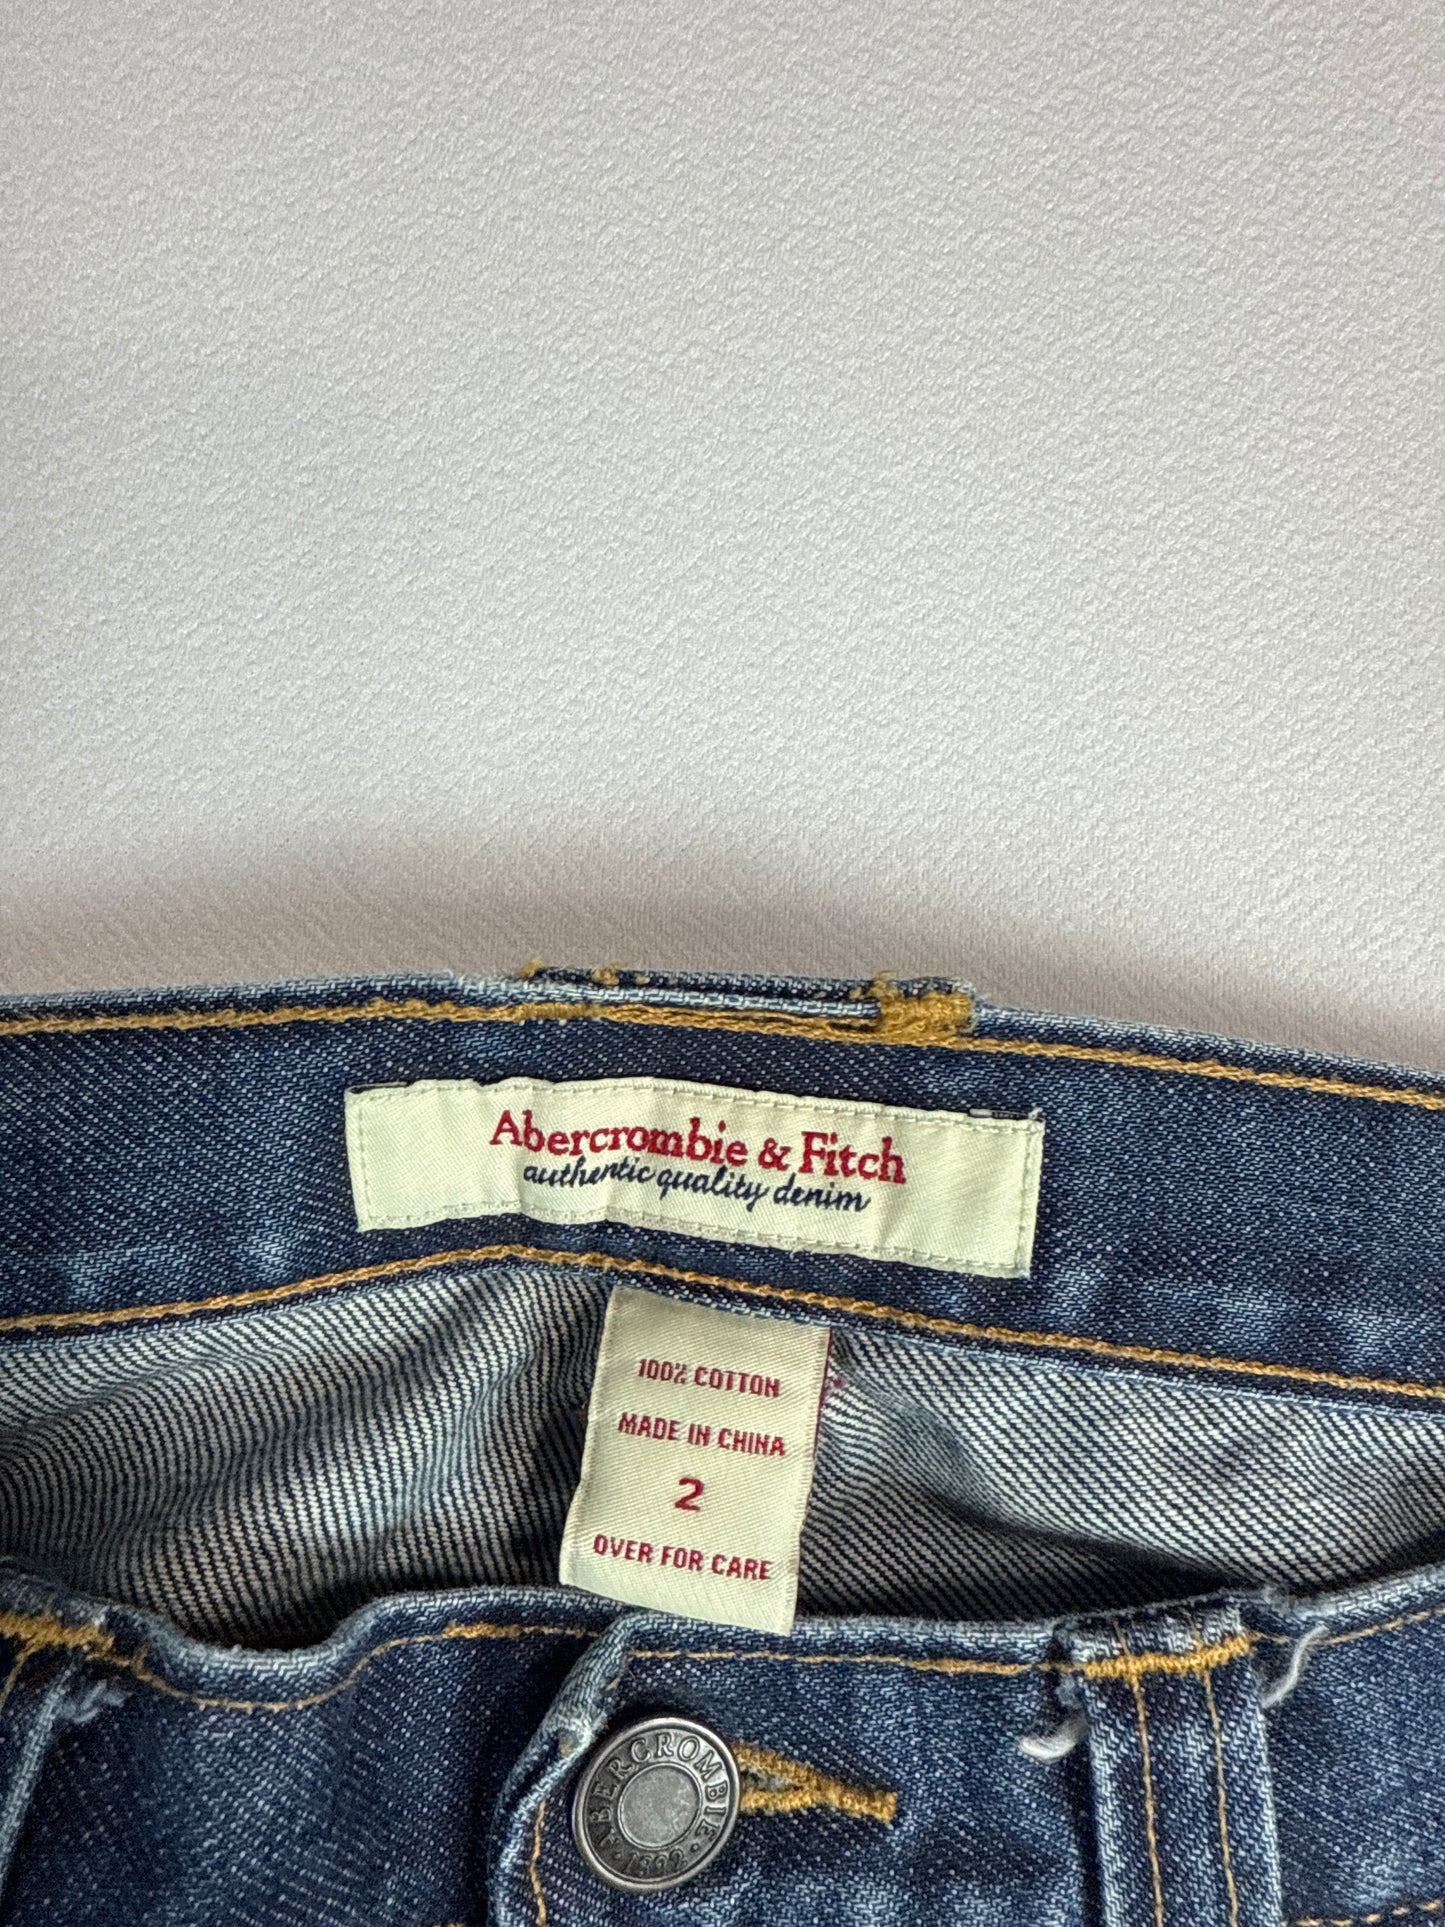 Abercrombie & Fitch
authentic quality denim
100% COTTON
MADE IN CHINA
2
OVER FOR CARE
ABERCROMBIE
· 1892 ·